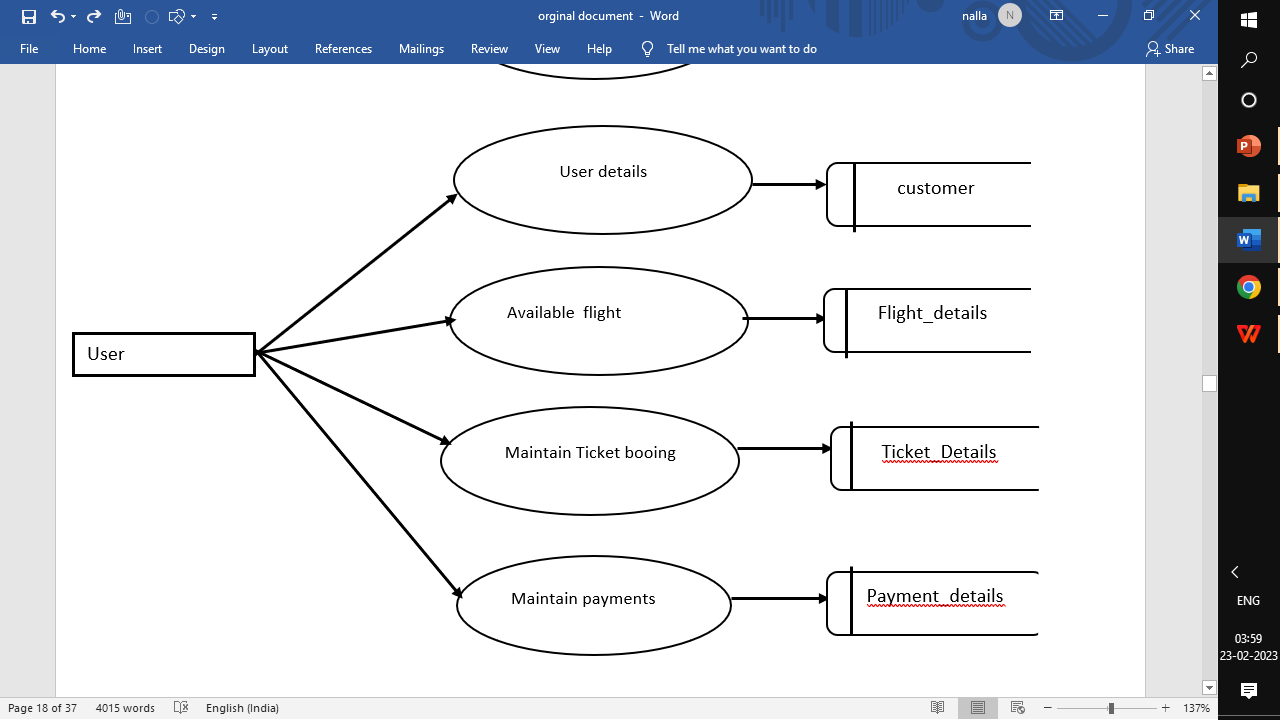 orginal document - Word
nalla
N
File Home Insert Design Layout References Mailings Review View Help Tell me what you want to do Share
User details
customer
Available flight
Flight_details
User
Maintain Ticket booing
Ticket_Details
Maintain payments
Payment_details
ENG
03:59
23-02-2023
Page 18 of 37 4015 words English (India) 137%